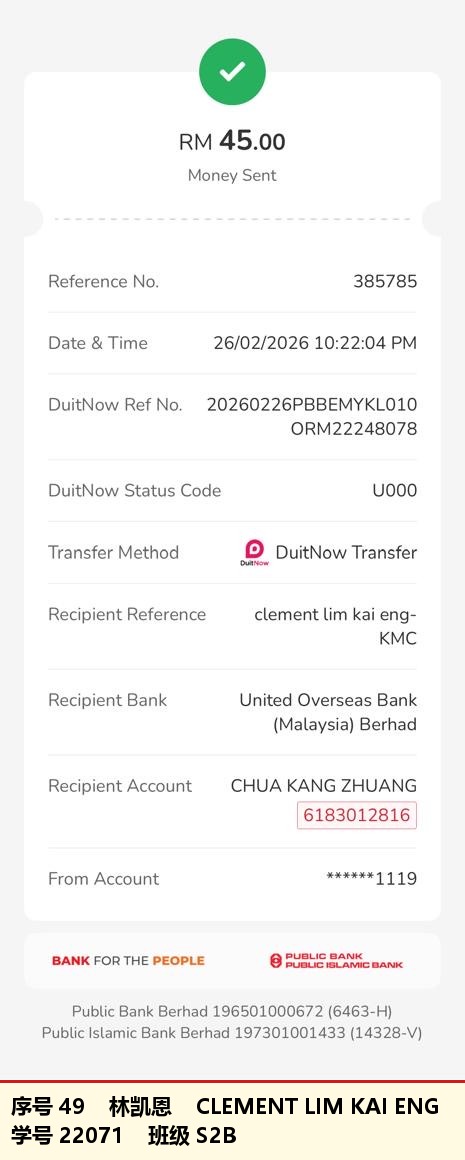 RM 45.00
Money Sent
Reference No. 385785
Date & Time 26/02/2026 10:22:04 PM
DuitNow Ref No. 20260226PBBEMYKL010
ORM22248078
DuitNow Status Code U000
Transfer Method DuitNow DuitNow Transfer
Recipient Reference clement lim kai eng-
KMC
Recipient Bank United Overseas Bank
(Malaysia) Berhad
Recipient Account CHUA KANG ZHUANG
6183012816
From Account ******1119
BANK FOR THE PEOPLE PUBLIC BANK
PUBLIC ISLAMIC BANK
Public Bank Berhad 196501000672 (6463-H)
Public Islamic Bank Berhad 197301001433 (14328-V)
序号 49 林凯恩 CLEMENT LIM KAI ENG
学号 22071 班级 S2B